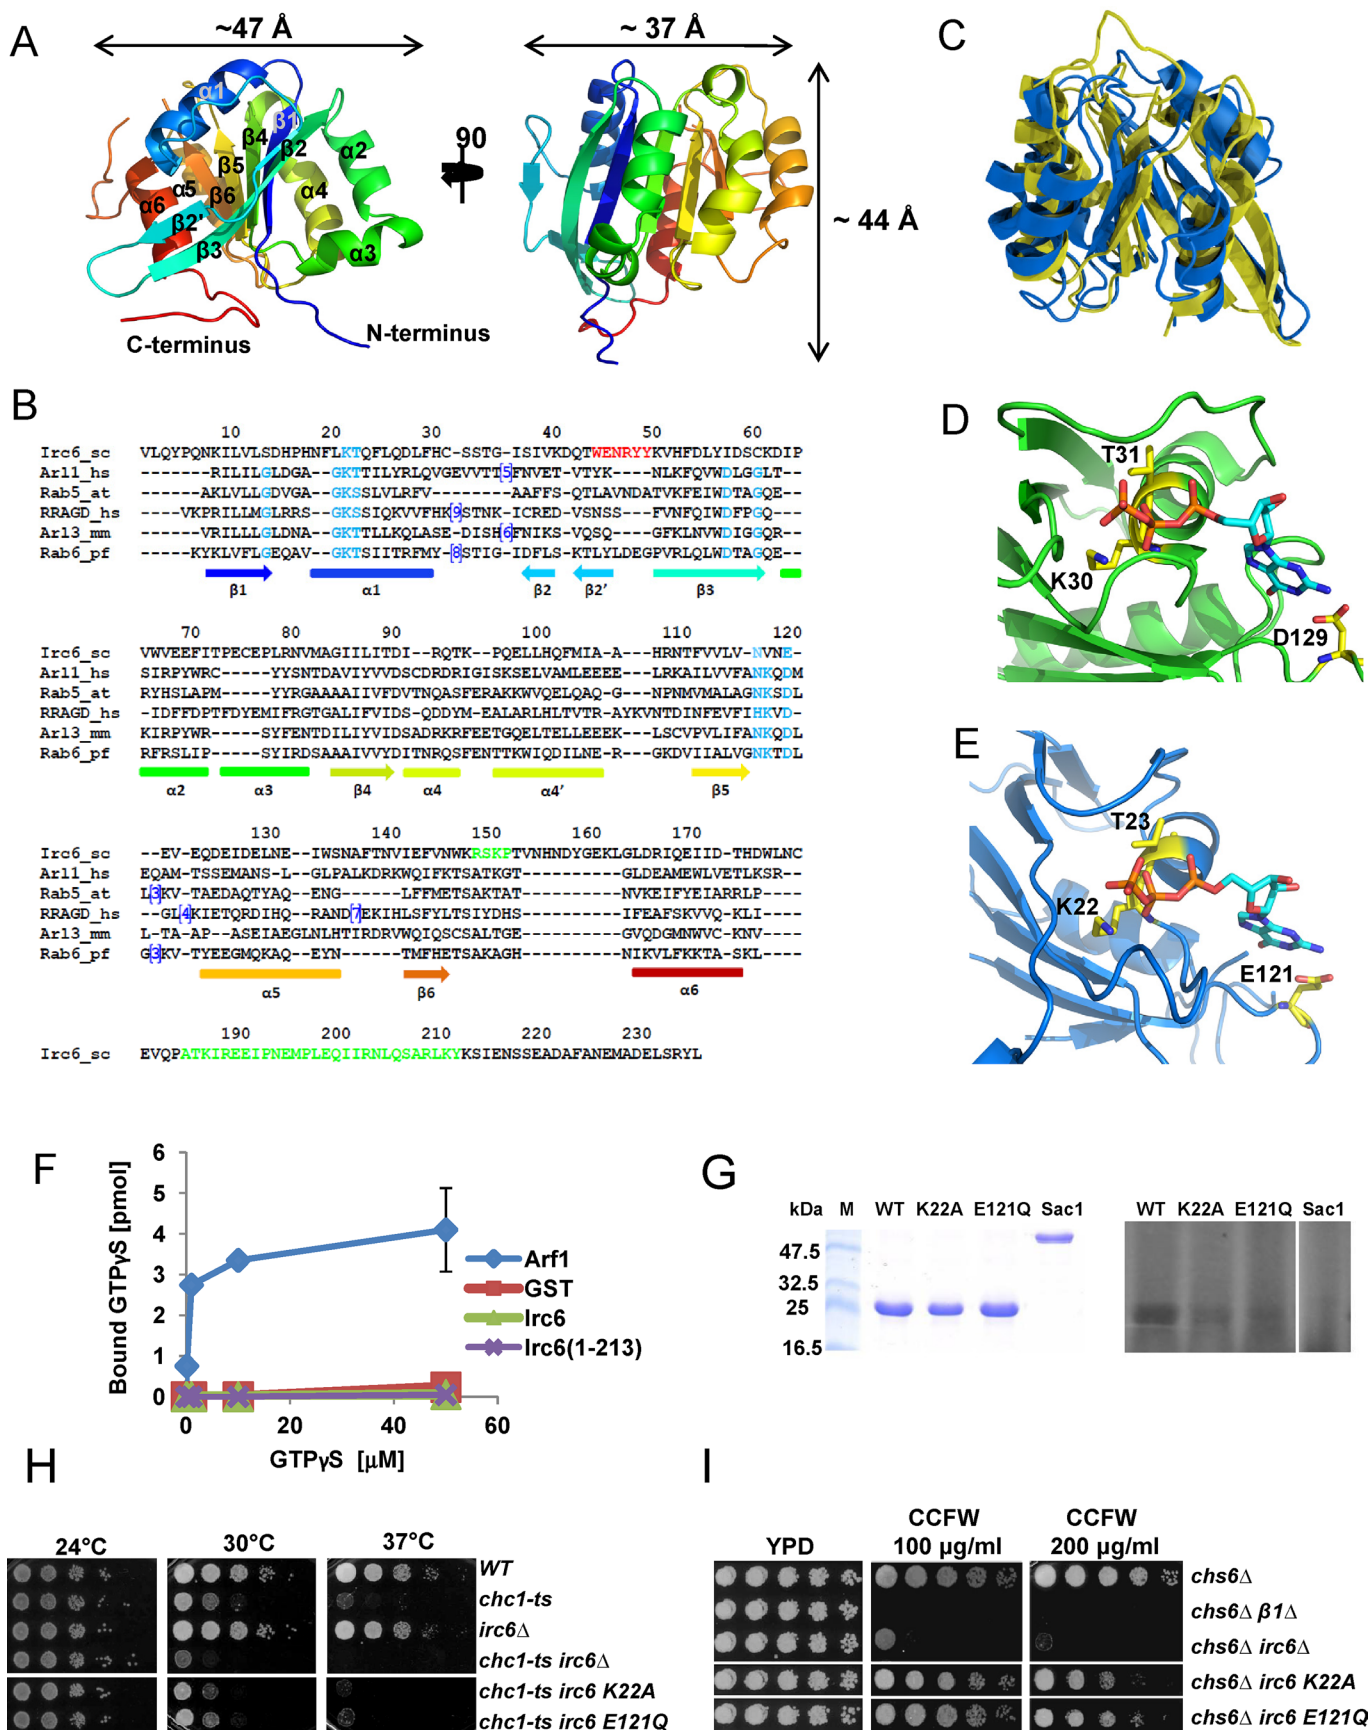 A
~47 Å
~ 37 Å
C
α1
β1
β4
β2
α2
β5
α5
α4
α6
β6
β2'
β3
α3
90
~ 44 Å
C-terminus
N-terminus
B
10 20 30 40 50 60
Irc6_sc VLQYPQNKILVLSDHPHNFLKTQFLQDLFHC-SSTG-ISIVKDQTWENRYYKVHFDLYIDSCKDIP
Arl1_hs ------RILILGLDGA--GKTTILYRLQVGEVVTT[5]FNVET-VTYK---NLKFQVWDLGGLT--
Rab5_at -----AKLVLLGDVGA--GKSSLVLRFV--------AAFFS-QTLAVNDATVKFEIWDTAGQE--
RRAGD_hs ----VKPRILLMGLRRS--GKSSIQKVVFHK[9]STNK-ICRED-VSNSS--FVNFQIWDFPGQ---
Arl3_mm ------VRILLLGLDNA--GKTTLLKQLASE-DISH[6]FNIKS-VQSQ---GFKLNVWDIGGQR--
Rab6_pf -----KYKLVFLGEQAV--GKTSIITRFMY-[8]-STIG-IDFLS-KTLYLDEGPVRLQLWDTAGQE--
β1
α1
β2
β2'
β3
70 80 90 100 110 120
Irc6_sc VWVEEFITPECEPLRNVMAGIILITDI--RQTK--PQELLHQFMIA-A---HRNTFVVLV-NVNE-
Arl1_hs SIRPYWRC-----YYSNTDAVIYVVDSCDRDRIGISKSELVAMLEEEE---LRKAILVVFANKQDM
Rab5_at RYHSLAPM-----YYRGAAAAIIVFDVTNQASFERAKKWVQELQAQ-G---NPNMVMALAGNKSDL
RRAGD_hs -IDFFDPTFDYEMIFRGTGALIFVIDS-QDDYM-EALARLHLTVTR-AYKVNTDINFEVFIHKVD-
Arl3_mm KIRPYWR------SYFENTDILIYVIDSADRKRFEETGQELTELLEEEK---LSCVPVLIFANKQDL
Rab6_pf RFRSLIP------SYIRDSAAAIVVYDITNRQSFENTTKWIQDILNE----RGKDVIIALVGNKTDL
α2
α3
β4
α4
α4'
β5
130 140 150 160 170
Irc6_sc --EV-EQDEIDELNE--IWSNAFTNVIEFVNWKRSKPTVNHNDYGEKLGLDRIQEIID-THDWLNC
Arl1_hs EQAM-TSSEMANS-L--GLPALKDRKWQIFKTSATKGT----------GLDEAMEWLVETLKSR--
Rab5_at L[3]KV-TAEDAQTYAQ--ENG------LFFMETSAKTAT---------NVKEIFYEIARRLP----
RRAGD_hs --GL[4]KIETQRDIHQ--RAND[7]EKIHLSFYLTSIYDHS----------IFEAFSKVVQ-KLI---
Arl3_mm L-TA-AP--ASEIAEGLNLHTIRDRVWQIQSCSALTGE----------GVQDGMNWVC-KNV----
Rab6_pf G[3]KV-TYEEGMQKAQ--EYN------TMFHETSAKAGH---------NIKVLFKKTA-SKL----
α5
β6
α6
190 200 210 220 230
Irc6_sc EVQPATKIREEIPNEMPLEQIIRNLQSARLKYKSIENSSEADAFANEMADELSRYL
D
T31
K30
D129
E
T23
K22
E121
F
Bound GTPγS [pmol]
6
5
4
3
2
1
0
0 20 40 60
GTPγS [µM]
Arf1
GST
Irc6
Irc6(1-213)
G
kDa M WT K22A E121Q Sac1
47.5
32.5
25
16.5
WT K22A E121Q Sac1
H
24°C 30°C 37°C
WT
chc1-ts
irc6Δ
chc1-ts irc6Δ
chc1-ts irc6 K22A
chc1-ts irc6 E121Q
I
YPD
CCFW
100 µg/ml
CCFW
200 µg/ml
chs6Δ
chs6Δ β1Δ
chs6Δ irc6Δ
chs6Δ irc6 K22A
chs6Δ irc6 E121Q